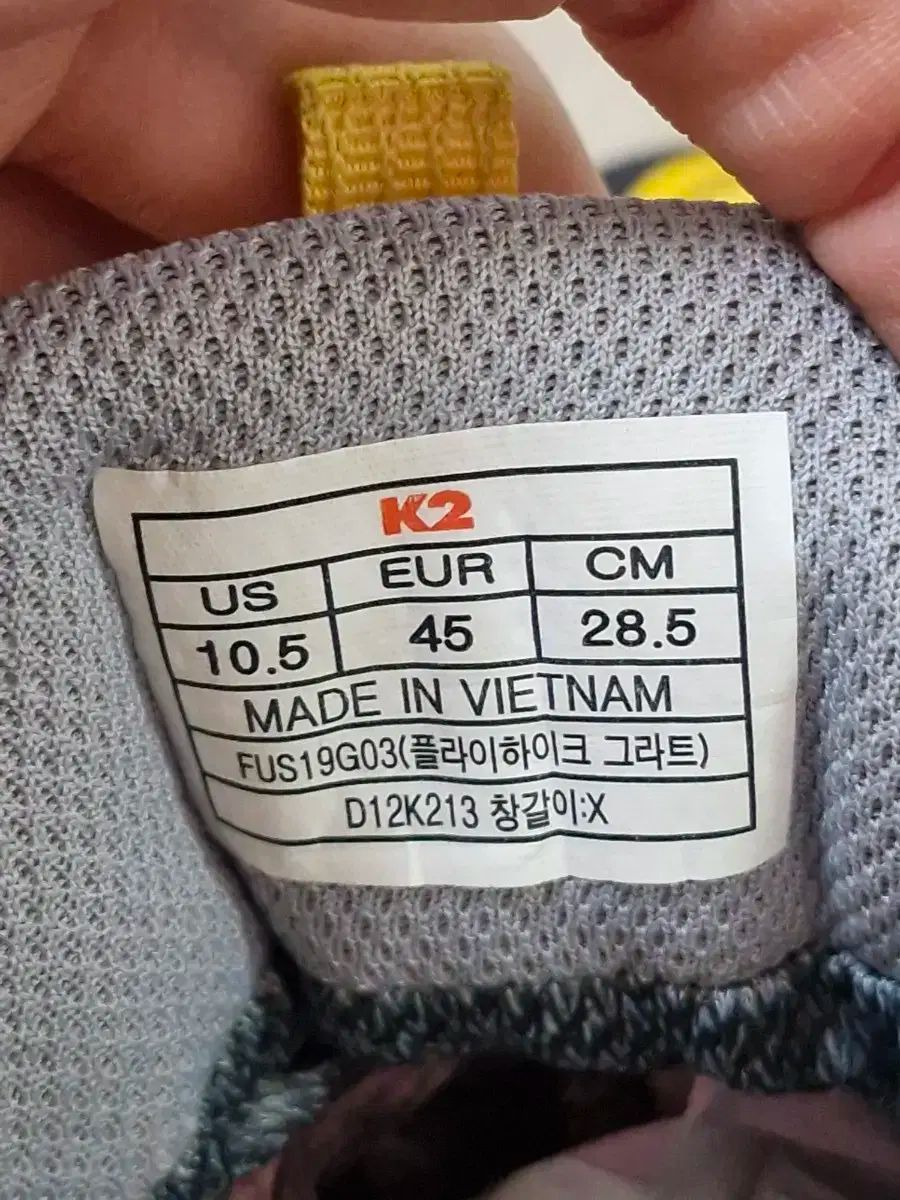 K2
US EUR CM
10.5 45 28.5
MADE IN VIETNAM
FUS19G03(플라이하이크 그라트)
D12K213 창갈이:X